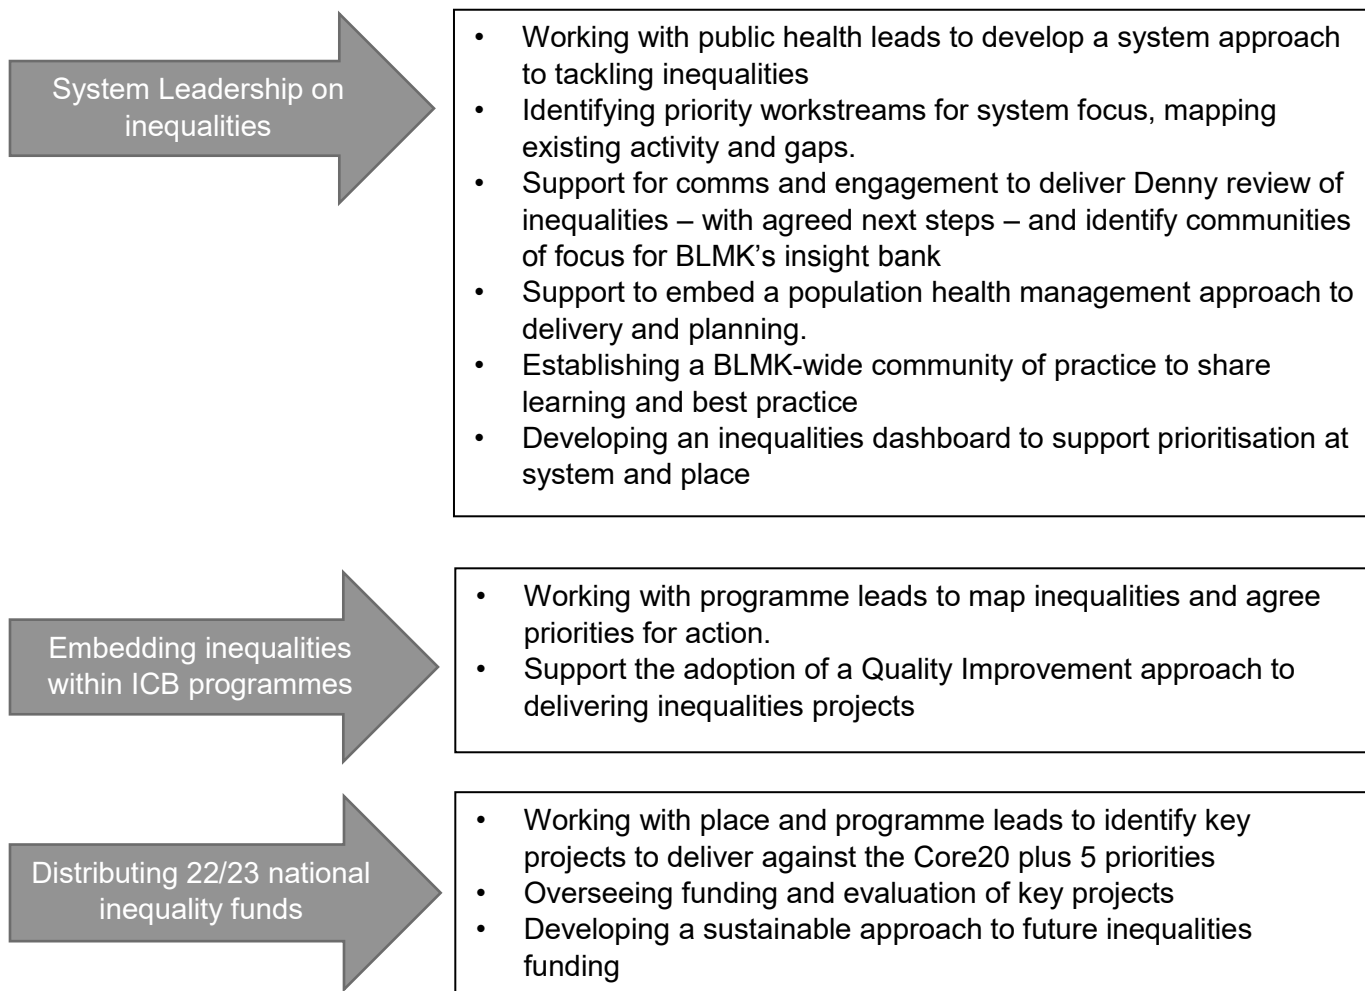 System Leadership on
inequalities
• Working with public health leads to develop a system approach
to tackling inequalities
• Identifying priority workstreams for system focus, mapping
existing activity and gaps.
• Support for comms and engagement to deliver Denny review of
inequalities – with agreed next steps – and identify communities
of focus for BLMK’s insight bank
• Support to embed a population health management approach to
delivery and planning.
• Establishing a BLMK-wide community of practice to share
learning and best practice
• Developing an inequalities dashboard to support prioritisation at
system and place
Embedding inequalities
within ICB programmes
• Working with programme leads to map inequalities and agree
priorities for action.
• Support the adoption of a Quality Improvement approach to
delivering inequalities projects
Distributing 22/23 national
inequality funds
• Working with place and programme leads to identify key
projects to deliver against the Core20 plus 5 priorities
• Overseeing funding and evaluation of key projects
• Developing a sustainable approach to future inequalities
funding